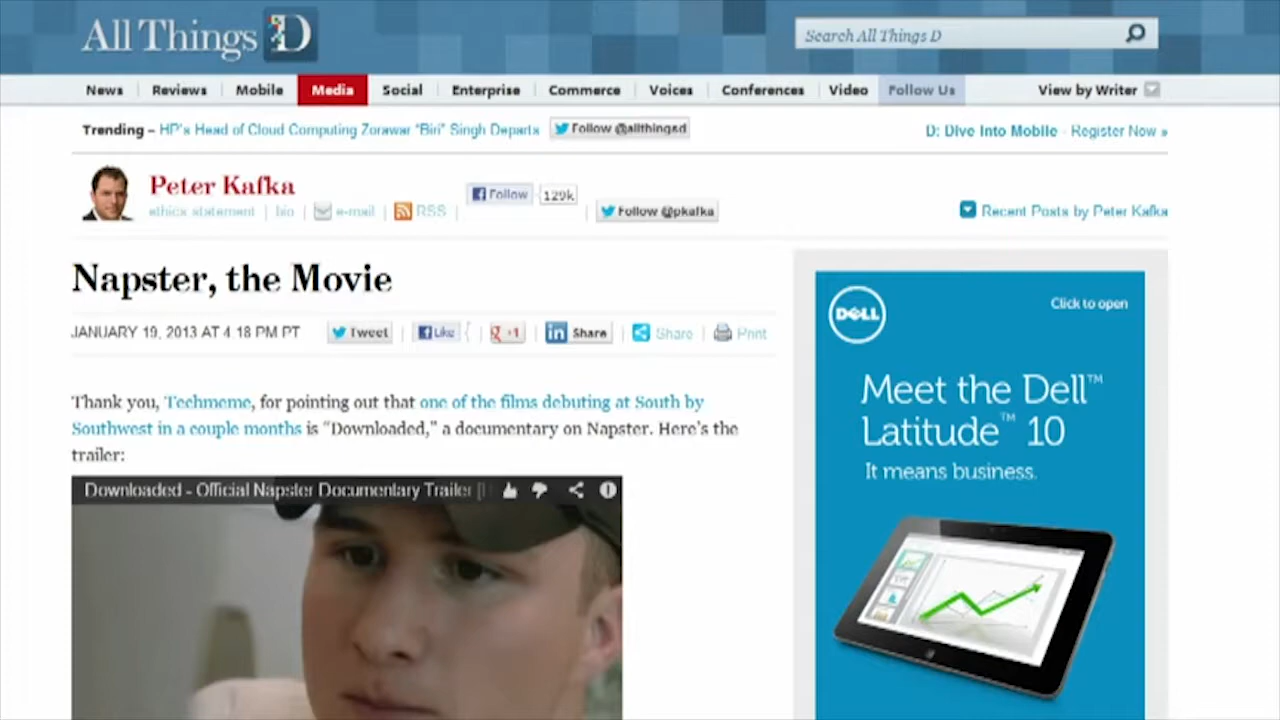 All Things D
Search All Things D
News Reviews Mobile Media Social Enterprise Commerce Voices Conferences Video Follow Us View by Writer
Trending – HP's Head of Cloud Computing Zorawar "Biri" Singh Departs Follow @allthingsd D: Dive Into Mobile - Register Now »
Peter Kafka
ethics statement | bio | e-mail | RSS | Follow 129k Follow @pkafka Recent Posts by Peter Kafka
Napster, the Movie
JANUARY 19, 2013 AT 4:18 PM PT Tweet | Like | g +1 | in Share | Share | Print
Thank you, Techmeme, for pointing out that one of the films debuting at South by
Southwest in a couple months is "Downloaded," a documentary on Napster. Here's the
trailer:
Downloaded - Official Napster Documentary Trailer [
DELL
Click to open
Meet the Dell™
Latitude™ 10
It means business.